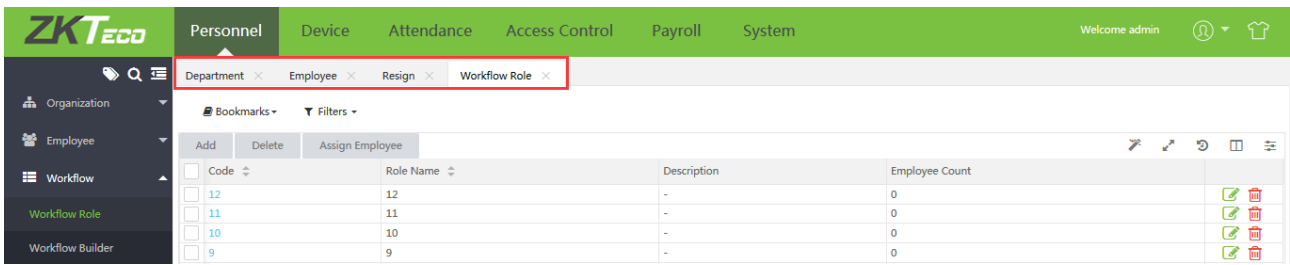 ZKTeco Personnel Device Attendance Access Control Payroll System Welcome admin
Department Employee Resign Workflow Role
Organization
Bookmarks Filters
Employee
Add Delete Assign Employee
Workflow
Code Role Name Description Employee Count
12 12 - 0
Workflow Role
11 11 - 0
10 10 - 0
Workflow Builder
9 9 - 0